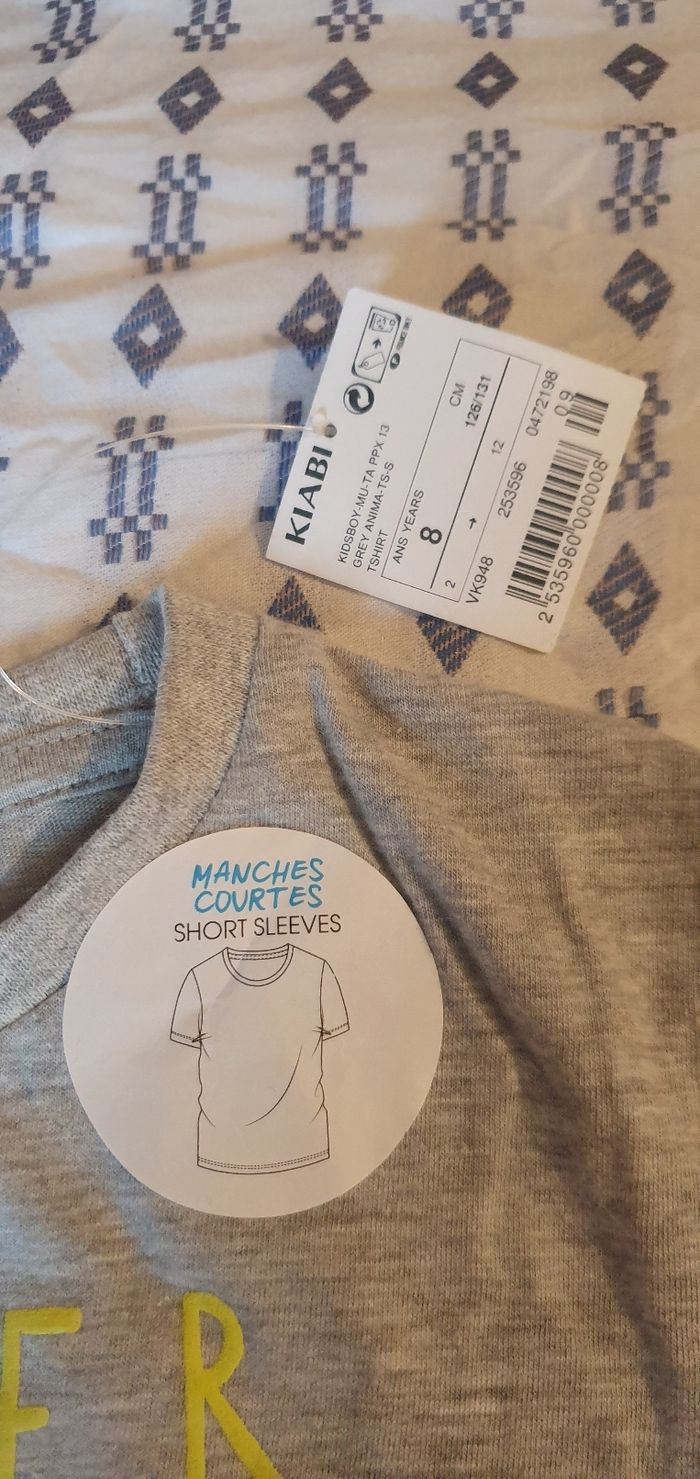 KIABI
KIDSBOY-MU-TA PPX 13
GREY ANIMA-TS-S
TSHIRT
ANS YEARS CM
8 126/131
2 → 12
VK948 253596 0472198
2 535960 000008
09
MANCHES
COURTES
SHORT SLEEVES
ER